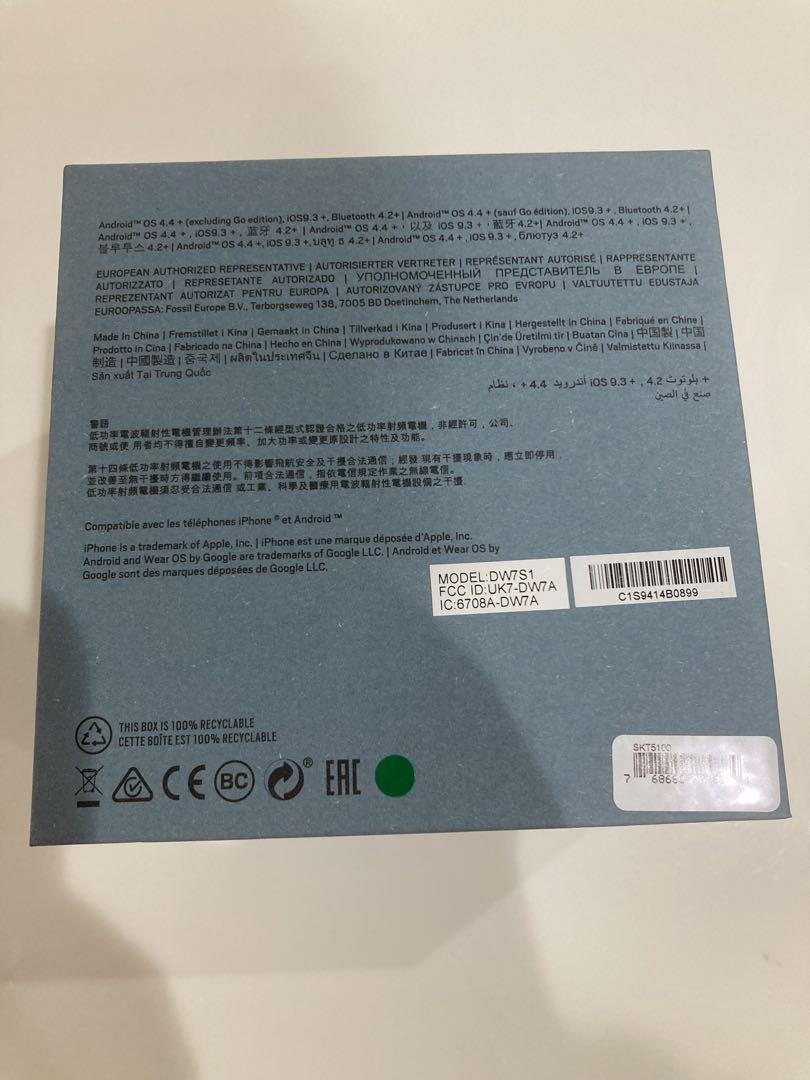 Android™ OS 4.4 + (excluding Go edition), iOS9.3 +, Bluetooth 4.2+ | Android™ OS 4.4 + (sauf Go édition), iOS 9.3 + , Bluetooth 4.2+ |
Android™ OS 4.4 + , iOS9.3 + , 蓝牙 4.2+ | Android™ OS 4.4 + , 以及 iOS 9.3 + , 藍牙4.2+| Android™ OS 4.4 + , iOS 9.3 + ,
블루투스 4.2+ | Android™ OS 4.4 +, iOS 9.3 +, 4.2+ | Android™ OS 4.4 + , iOS 9.3 + , блютуз 4.2+
EUROPEAN AUTHORIZED REPRESENTATIVE | AUTORISIERTER VERTRETER | REPRÉSENTANT AUTORISÉ | RAPPRESENTANTE
AUTORIZZATO | REPRESETANTE AUTORIZADO | УПОЛНОМОЧЕННЫЙ ПРЕДСТАВИТЕЛЬ В ЕВРОПЕ |
REPREZENTANT AUTORIZAT PENTRU EUROPA | AUTORIZOVANÝ ZÁSTUPCE PRO EVROPU | VALTUUTETTU EDUSTAJA
EUROOPASSA: Fossil Europe B.V., Terborgseweg 138, 7005 BD Doetinchem, The Netherlands
Made In China | Fremstillet i Kina | Gemaakt in China | Tillverkad i Kina | Produsert i Kina | Hergestellt in China | Fabriqué en Chine |
Prodotto in Cina | Fabricado na China | Hecho en China | Wyprodukowano w Chinach | Çin'de Üretilmi tir | Buatan Cina | 中国製 | 中国
制造 | 中國製造 | 중국제 | ผลิตในประเทศจีน | Сделано в Китае | Fabricat în China | Vyrobeno v Číně | Valmistettu Kiinassa |
Sản xuất Tại Trung Quốc
+ بلوتوث 4.2 , + iOS 9.3 أندرويد 4.4 + ، نظام
صنع في الصين
警語
低功率電波輻射性電機管理辦法第十二條經型式認證合格之低功率射頻電機，非經許可，公司、
商號或使 用者均不得擅自變更頻率、加大功率或變更原設計之特性及功能。
第十四條低功率射頻電機之使用不得影響飛航安全及干擾合法通信；經發 現有干擾現象時，應立即停用，
並改善至無干擾時方得繼續使用。前項合法通信，指依電信規定作業之無線電信。
低功率射頻電機須忍受合法通信 或工業、科學及醫療用電波輻射性電機設備之干擾.
Compatible avec les téléphones iPhone® et Android™
iPhone is a trademark of Apple, Inc. | iPhone est une marque déposée d'Apple, Inc.
Android and Wear OS by Google are trademarks of Google LLC. | Android et Wear OS by
Google sont des marques déposées de Google LLC.
MODEL:DW7S1
FCC ID:UK7-DW7A
IC:6708A-DW7A
C1S9414B0899
THIS BOX IS 100% RECYCLABLE
CETTE BOÎTE EST 100% RECYCLABLE
CE BC ® EAC
SKT5100
7